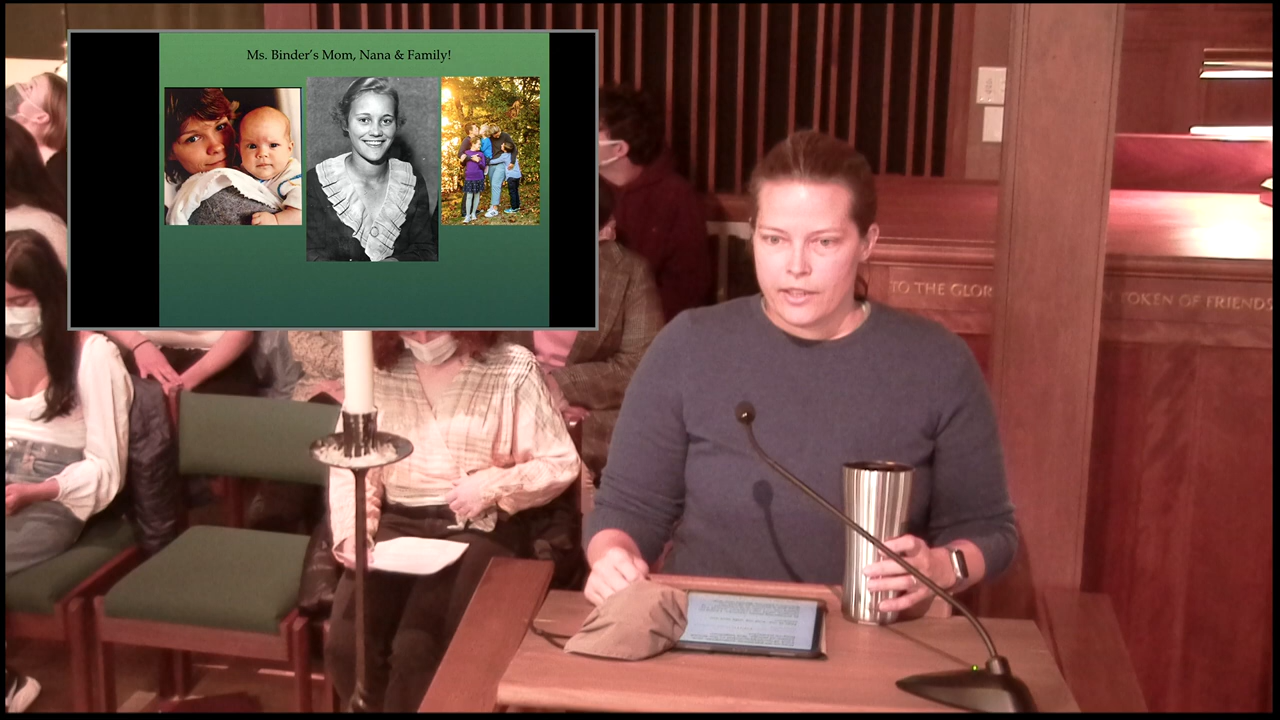 Ms. Binder's Mom, Nana & Family!
TO THE GLOR
N TOKEN OF FRIENDS